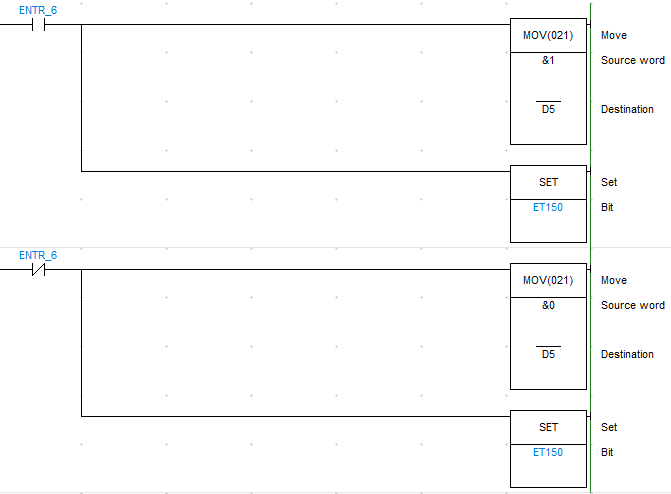 ENTR_6
MOV(021) Move
&1 Source word
D5 Destination
SET Set
ET150 Bit
ENTR_6
MOV(021) Move
&0 Source word
D5 Destination
SET Set
ET150 Bit